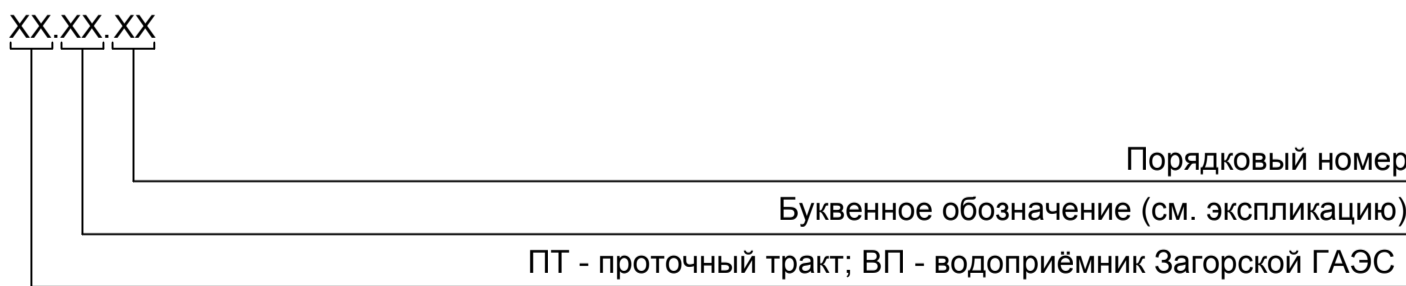 XX.XX.XX
Порядковый номер
Буквенное обозначение (см. экспликацию)
ПТ - проточный тракт; ВП - водоприёмник Загорской ГАЭС